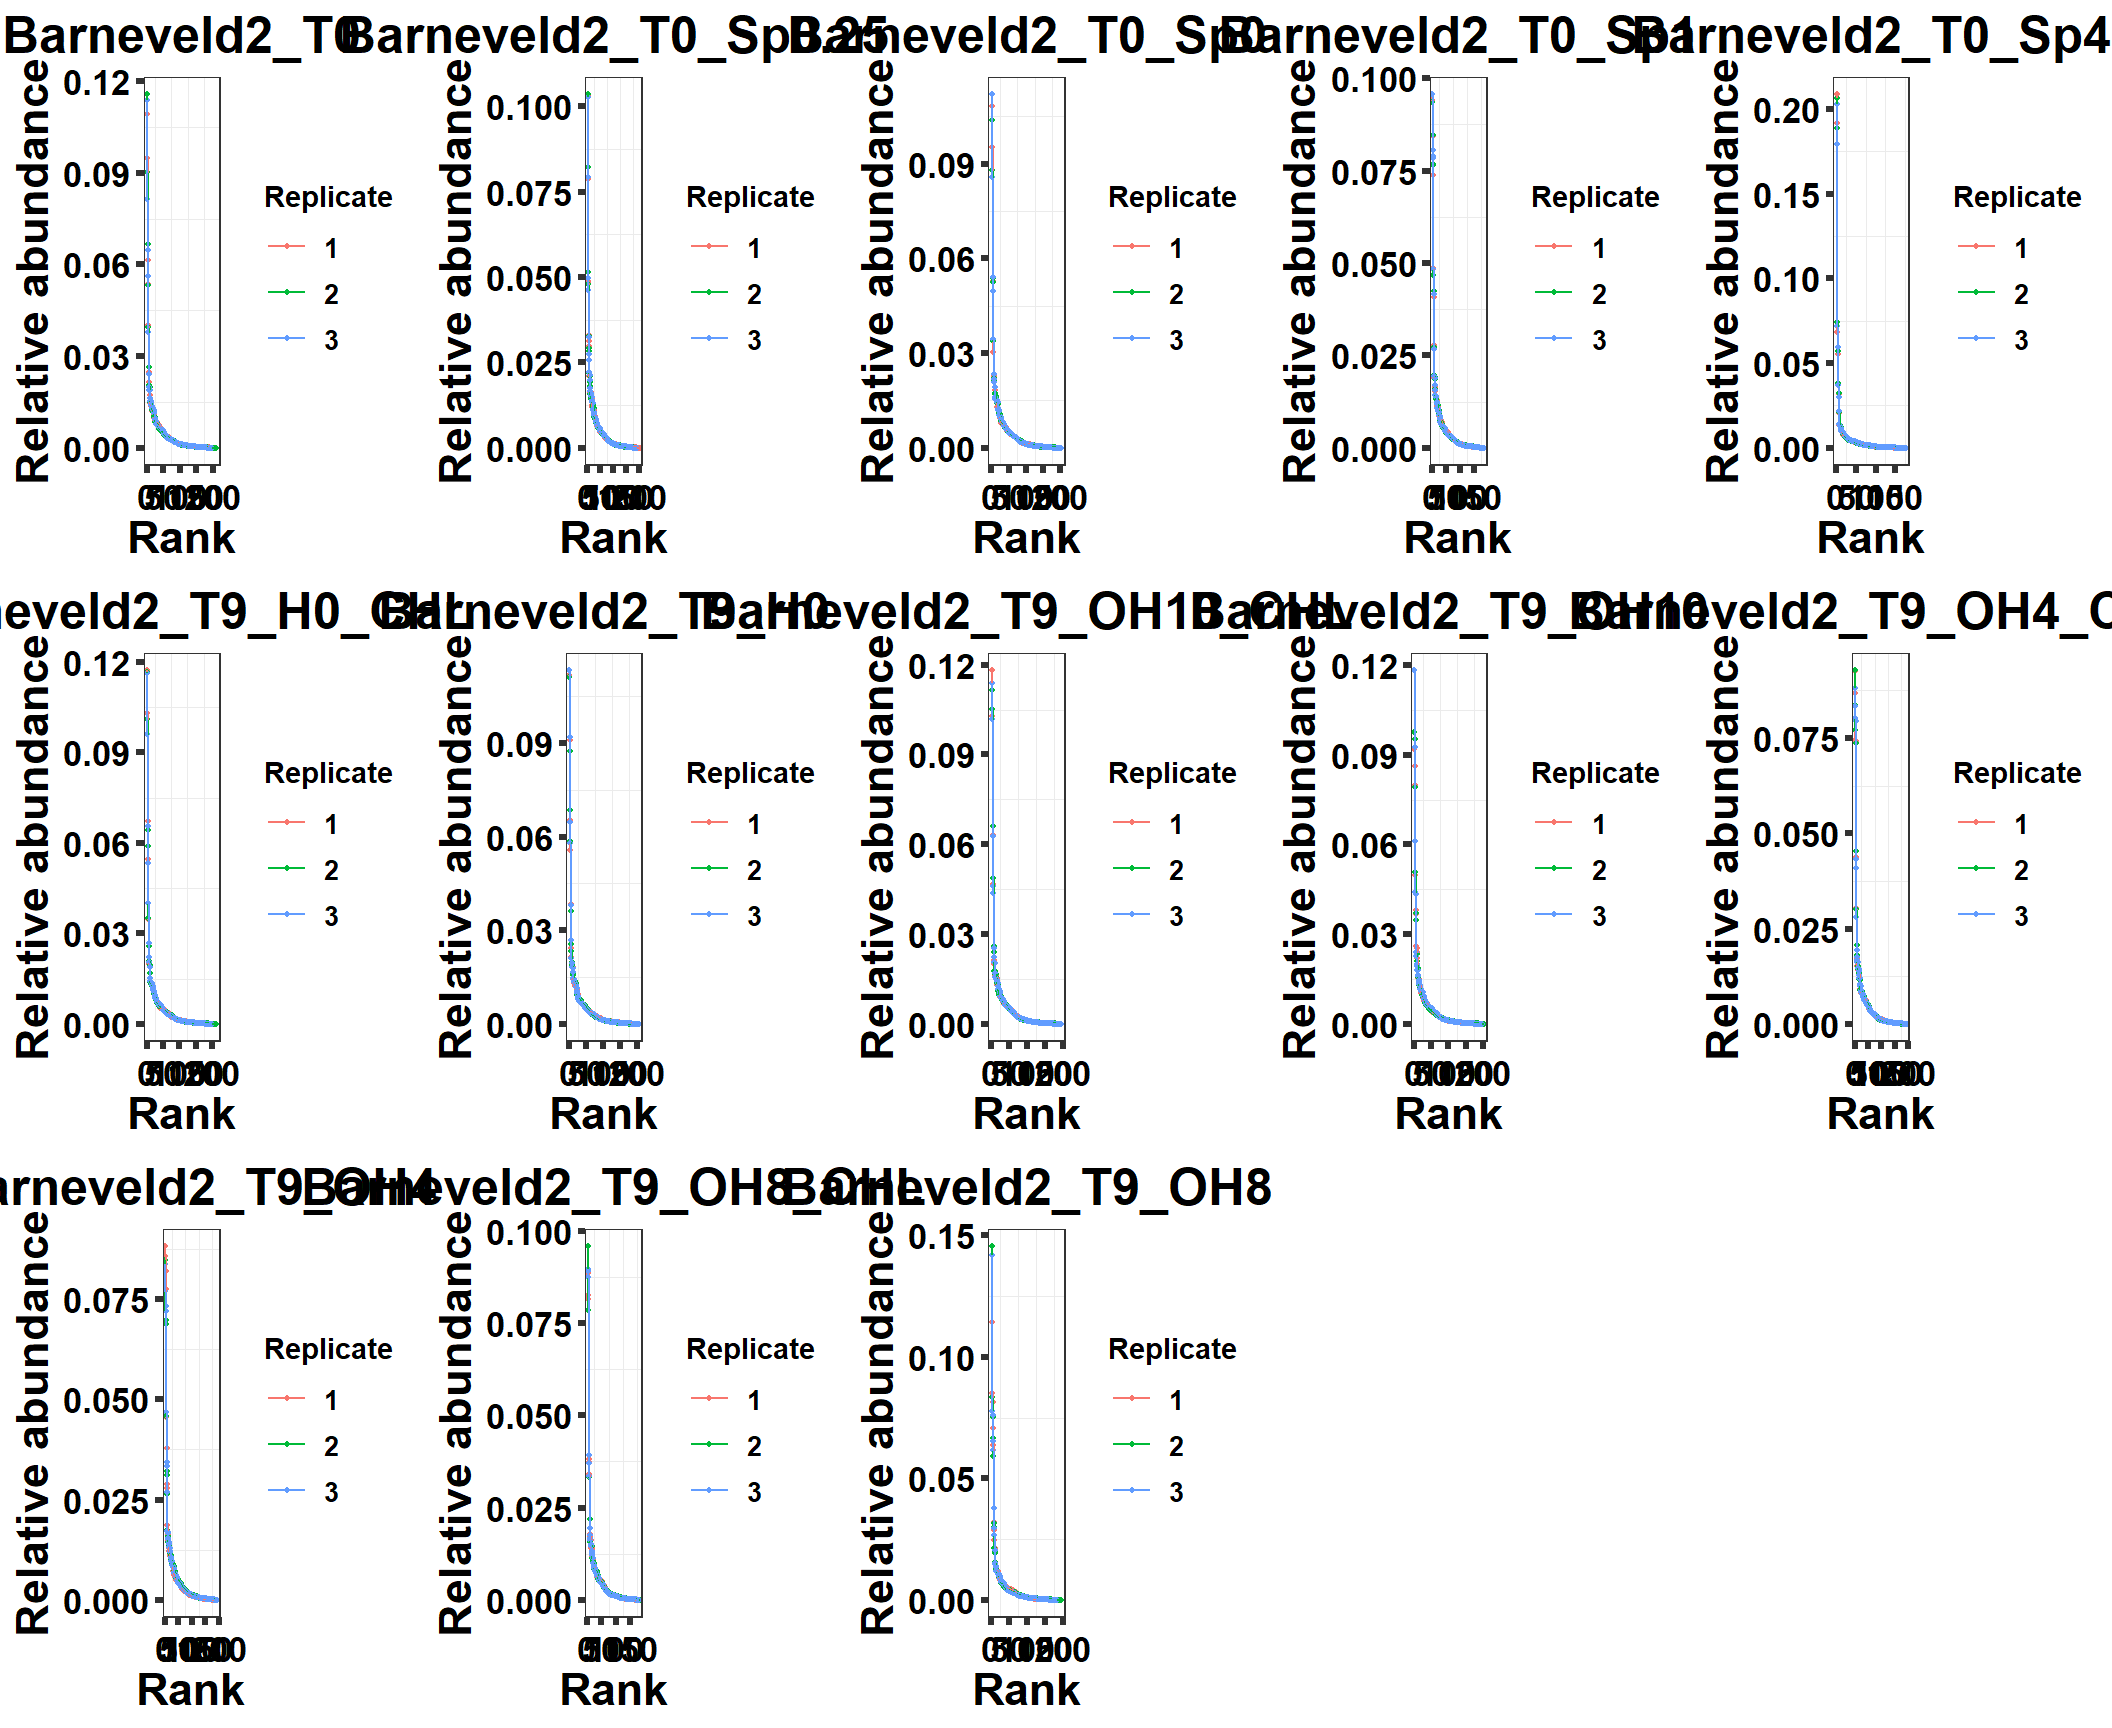 Barneveld2_T0 Barneveld2_T0_Sp0.25 Barneveld2_T0_Sp0 Barneveld2_T0_Sp1 Barneveld2_T0_Sp4
Relative abundance
0.12
0.09
0.06
0.03
0.00
Rank
Replicate
1
2
3
Relative abundance
0.100
0.075
0.050
0.025
0.000
Rank
Replicate
1
2
3
Relative abundance
0.09
0.06
0.03
0.00
Rank
Replicate
1
2
3
Relative abundance
0.100
0.075
0.050
0.025
0.000
Rank
Replicate
1
2
3
Relative abundance
0.20
0.15
0.10
0.05
0.00
Rank
Replicate
1
2
3
neveld2_T9_H0_CHL Barneveld2_T9_H0 Barneveld2_T9_OH10_CHL Barneveld2_T9_OH10 Barneveld2_T9_OH4_C
Relative abundance
0.12
0.09
0.06
0.03
0.00
Rank
Replicate
1
2
3
Relative abundance
0.09
0.06
0.03
0.00
Rank
Replicate
1
2
3
Relative abundance
0.12
0.09
0.06
0.03
0.00
Rank
Replicate
1
2
3
Relative abundance
0.12
0.09
0.06
0.03
0.00
Rank
Replicate
1
2
3
Relative abundance
0.075
0.050
0.025
0.000
Rank
Replicate
1
2
3
arneveld2_T9_OH4 Barneveld2_T9_OH8_CHL Barneveld2_T9_OH8
Relative abundance
0.075
0.050
0.025
0.000
Rank
Replicate
1
2
3
Relative abundance
0.100
0.075
0.050
0.025
0.000
Rank
Replicate
1
2
3
Relative abundance
0.15
0.10
0.05
0.00
Rank
Replicate
1
2
3